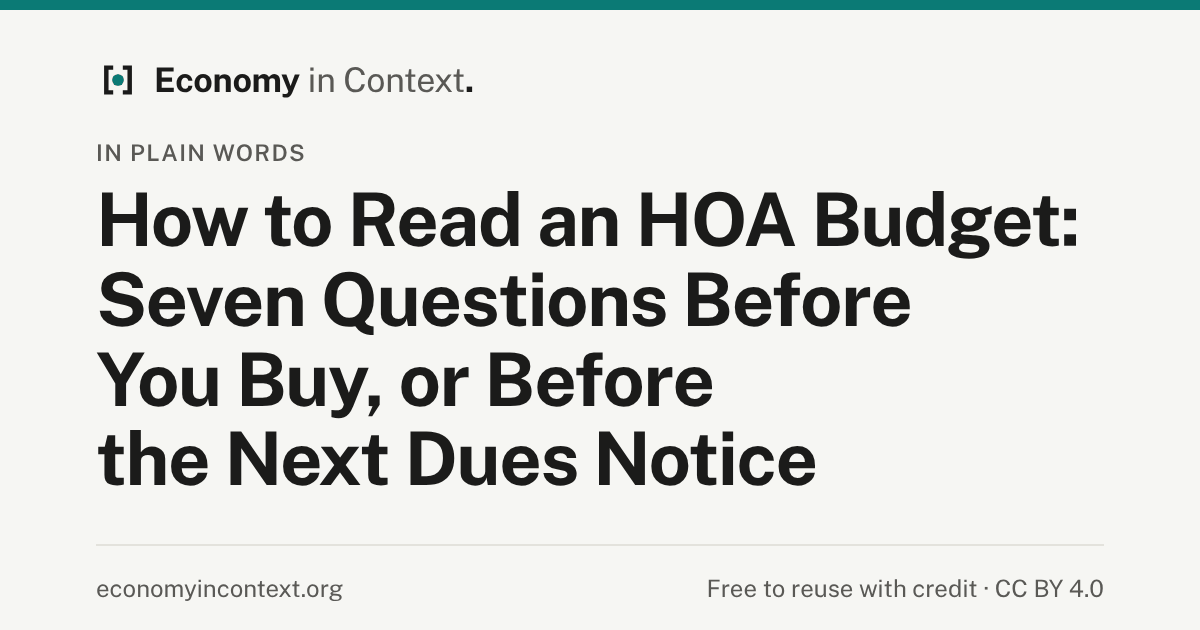 [•] Economy in Context.
IN PLAIN WORDS
How to Read an HOA Budget:
Seven Questions Before
You Buy, or Before
the Next Dues Notice
economyincontext.org
Free to reuse with credit · CC BY 4.0